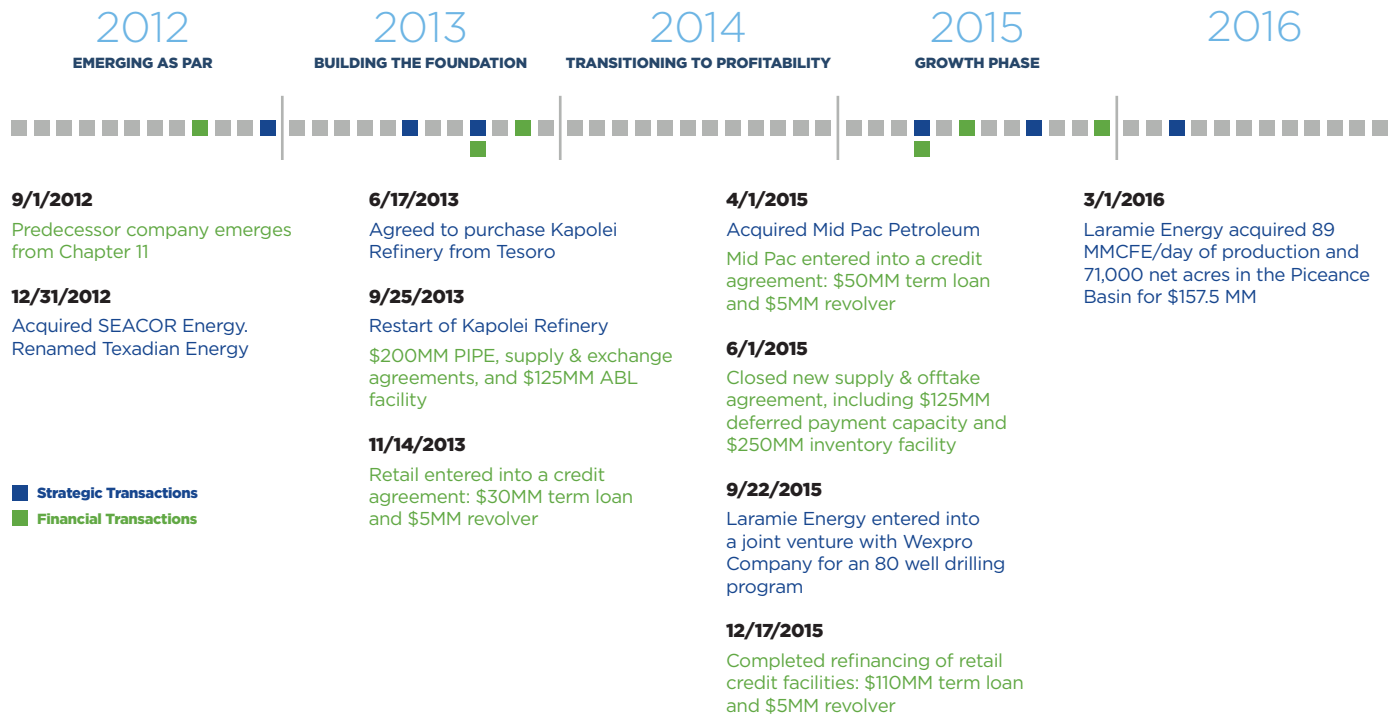 2012
EMERGING AS PAR
2013
BUILDING THE FOUNDATION
2014
TRANSITIONING TO PROFITABILITY
2015
GROWTH PHASE
2016
9/1/2012
Predecessor company emerges
from Chapter 11
12/31/2012
Acquired SEACOR Energy.
Renamed Texadian Energy
Strategic Transactions
Financial Transactions
6/17/2013
Agreed to purchase Kapolei
Refinery from Tesoro
9/25/2013
Restart of Kapolei Refinery
$200MM PIPE, supply & exchange
agreements, and $125MM ABL
facility
11/14/2013
Retail entered into a credit
agreement: $30MM term loan
and $5MM revolver
4/1/2015
Acquired Mid Pac Petroleum
Mid Pac entered into a credit
agreement: $50MM term loan
and $5MM revolver
6/1/2015
Closed new supply & offtake
agreement, including $125MM
deferred payment capacity and
$250MM inventory facility
9/22/2015
Laramie Energy entered into
a joint venture with Wexpro
Company for an 80 well drilling
program
12/17/2015
Completed refinancing of retail
credit facilities: $110MM term loan
and $5MM revolver
3/1/2016
Laramie Energy acquired 89
MMCFE/day of production and
71,000 net acres in the Piceance
Basin for $157.5 MM